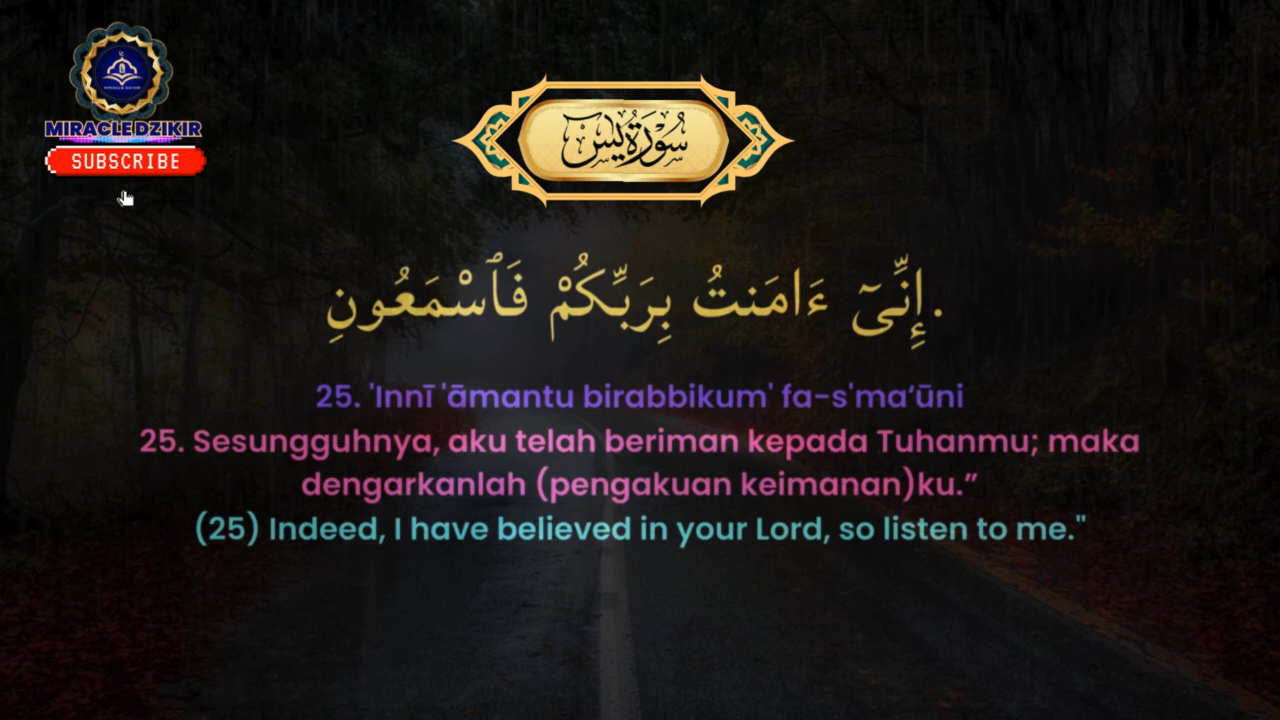 MIRACLEDZIKIR
SUBSCRIBE
سُورَةُ يس
.إِنِّىٓ ءَامَنتُ بِرَبِّكُمْ فَٱسْمَعُونِ
25. 'Innī 'āmantu birabbikum' fa-s'ma‘ūni
25. Sesungguhnya, aku telah beriman kepada Tuhanmu; maka
dengarkanlah (pengakuan keimanan)ku.”
(25) Indeed, I have believed in your Lord, so listen to me."